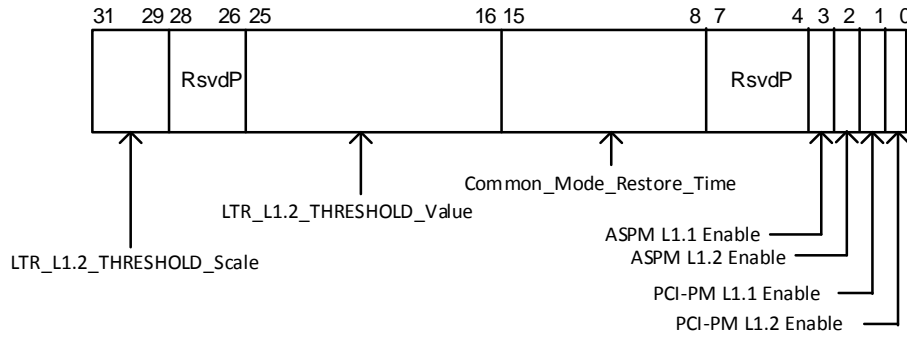 31 29 28 26 25 16 15 8 7 4 3 2 1 0
RsvdP RsvdP
Common_Mode_Restore_Time
LTR_L1.2_THRESHOLD_Value
ASPM L1.1 Enable
LTR_L1.2_THRESHOLD_Scale
ASPM L1.2 Enable
PCI-PM L1.1 Enable
PCI-PM L1.2 Enable